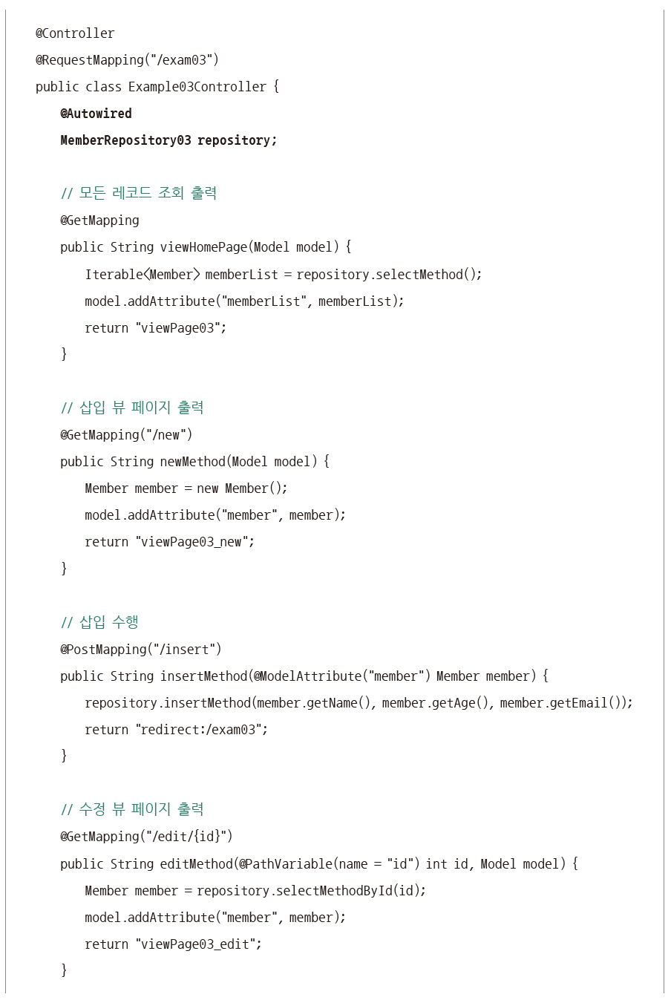 @Controller
@RequestMapping("/exam03")
public class Example03Controller {
@Autowired
MemberRepository03 repository;
// 모든 레코드 조회 출력
@GetMapping
public String viewHomePage(Model model) {
Iterable<Member> memberList = repository.selectMethod();
model.addAttribute("memberList", memberList);
return "viewPage03";
}
// 삽입 뷰 페이지 출력
@GetMapping("/new")
public String newMethod(Model model) {
Member member = new Member();
model.addAttribute("member", member);
return "viewPage03_new";
}
// 삽입 수행
@PostMapping("/insert")
public String insertMethod(@ModelAttribute("member") Member member) {
repository.insertMethod(member.getName(), member.getAge(), member.getEmail());
return "redirect:/exam03";
}
// 수정 뷰 페이지 출력
@GetMapping("/edit/{id}")
public String editMethod(@PathVariable(name = "id") int id, Model model) {
Member member = repository.selectMethodById(id);
model.addAttribute("member", member);
return "viewPage03_edit";
}